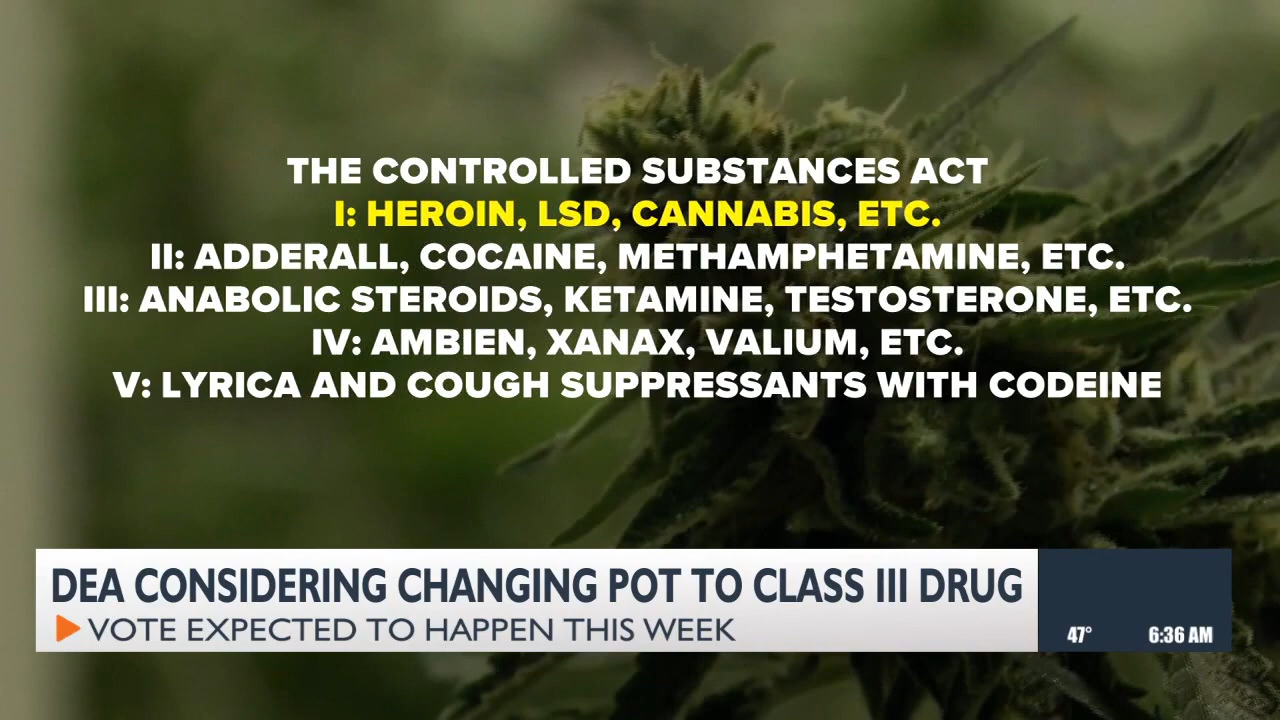 THE CONTROLLED SUBSTANCES ACT
I: HEROIN, LSD, CANNABIS, ETC.
II: ADDERALL, COCAINE, METHAMPHETAMINE, ETC.
III: ANABOLIC STEROIDS, KETAMINE, TESTOSTERONE, ETC.
IV: AMBIEN, XANAX, VALIUM, ETC.
V: LYRICA AND COUGH SUPPRESSANTS WITH CODEINE
DEA CONSIDERING CHANGING POT TO CLASS III DRUG
VOTE EXPECTED TO HAPPEN THIS WEEK
47° 6:36 AM